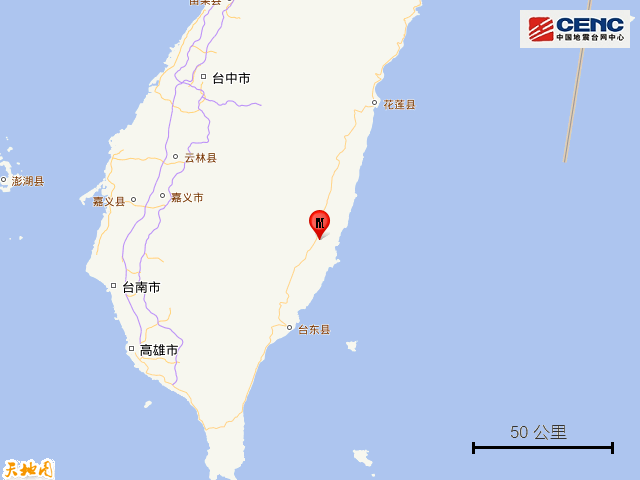 苗栗县
CENC
中国地震台网中心
台中市
花莲县
云林县
澎湖县
嘉义县
嘉义市
M
台南市
台东县
高雄市
50 公里
天地图